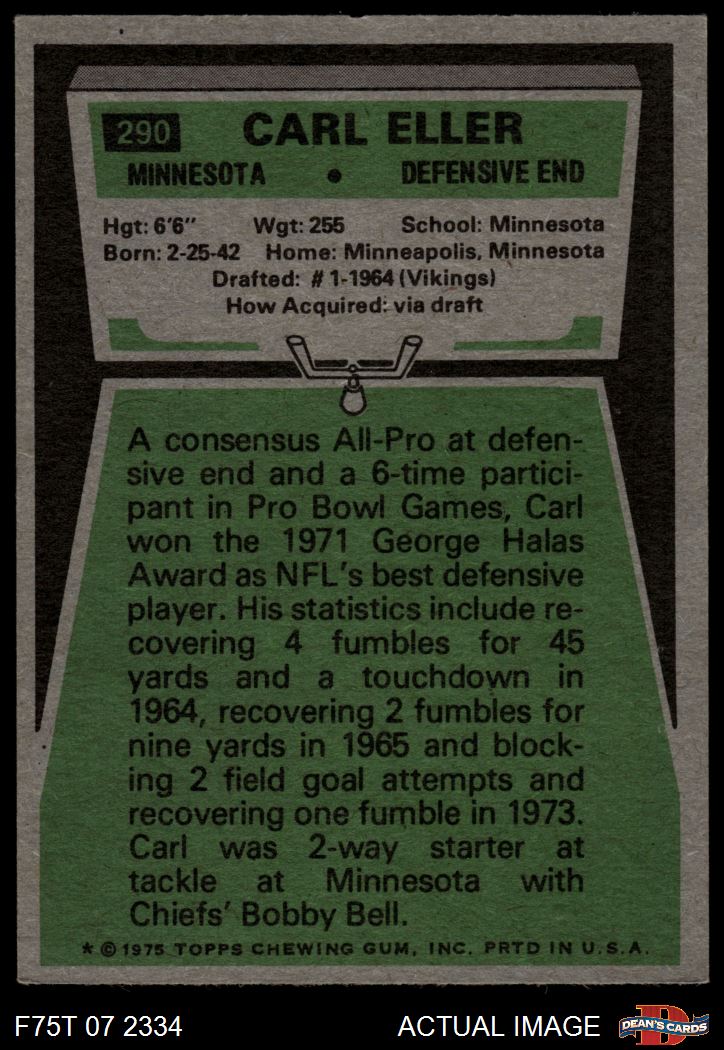 290 CARL ELLER
MINNESOTA • DEFENSIVE END
Hgt: 6'6" Wgt: 255 School: Minnesota
Born: 2-25-42 Home: Minneapolis, Minnesota
Drafted: #1-1964 (Vikings)
How Acquired: via draft
A consensus All-Pro at defen-
sive end and a 6-time partici-
pant in Pro Bowl Games, Carl
won the 1971 George Halas
Award as NFL's best defensive
player. His statistics include re-
covering 4 fumbles for 45
yards and a touchdown in
1964, recovering 2 fumbles for
nine yards in 1965 and block-
ing 2 field goal attempts and
recovering one fumble in 1973.
Carl was 2-way starter at
tackle at Minnesota with
Chiefs' Bobby Bell.
* © 1975 TOPPS CHEWING GUM, INC. PRTD IN U.S.A.
F75T 07 2334 ACTUAL IMAGE D DEAN'S CARDS